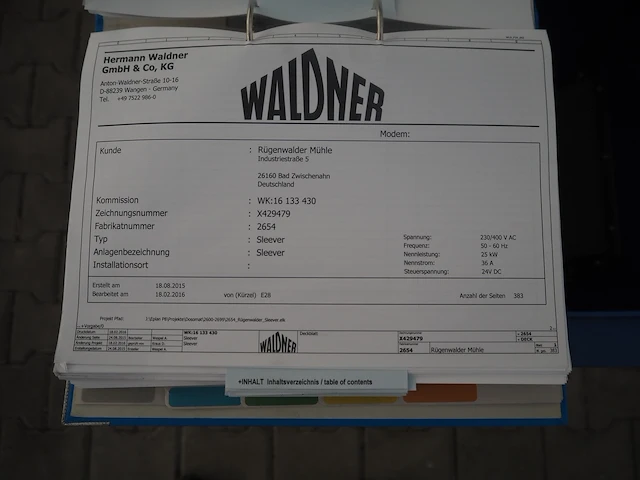 Hermann Waldner
GmbH & Co, KG
Anton-Waldner-Straße 10-16
D-88239 Wangen - Germany
Tel. +49 7522 986-0
WALDNER
Modem:
Kunde : Rügenwalder Mühle
Industriestraße 5
26160 Bad Zwischenahn
Deutschland
Kommission : WK:16 133 430
Zeichnungsnummer : X429479
Fabrikatnummer : 2654
Typ : Sleever
Anlagenbezeichnung : Sleever
Installationsort :
Spannung: 230/400 V AC
Frequenz: 50 - 60 Hz
Nennleistung: 25 kW
Nennstrom: 36 A
Steuerspannung: 24V DC
Erstellt am 18.08.2015
Bearbeitet am 18.02.2016 von (Kürzel) E28 Anzahl der Seiten 383
Projekt Pfad:
WK:16 133 430
Sleever
Sleever
WALDNER
Deckblatt
X429479
2654 Rügenwalder Mühle
+INHALT Inhaltsverzeichnis / table of contents